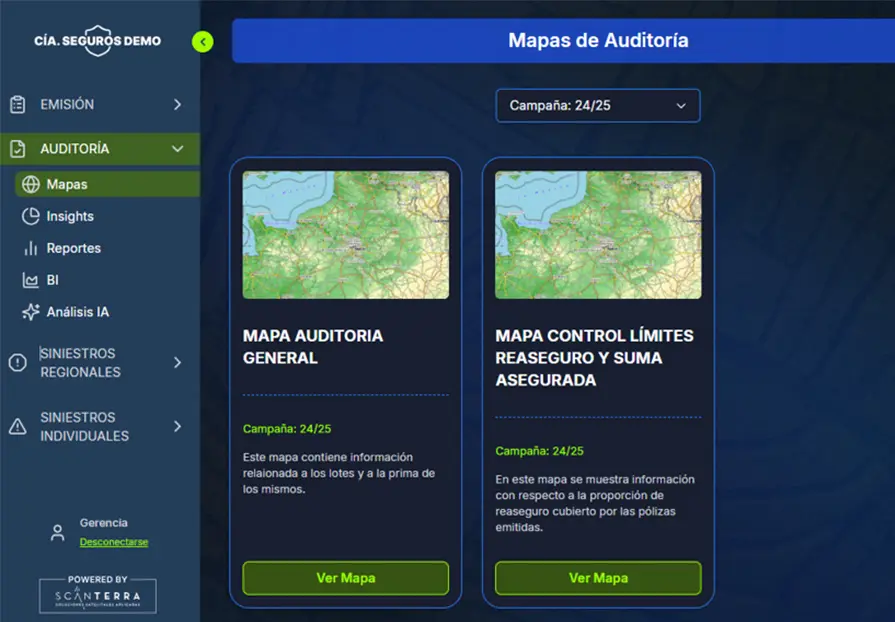 CÍA. SEGUROS DEMO
EMISIÓN
AUDITORÍA
Mapas
Insights
Reportes
BI
Análisis IA
SINIESTROS
REGIONALES
SINIESTROS
INDIVIDUALES
Gerencia
Desconectarse
POWERED BY
SCANTERRA
SOLUCIONES SATELITALES APLICADAS
Mapas de Auditoría
Campaña: 24/25
MAPA AUDITORIA
GENERAL
Campaña: 24/25
Este mapa contiene información
relaionada a los lotes y a la prima de
los mismos.
Ver Mapa
MAPA CONTROL LÍMITES
REASEGURO Y SUMA
ASEGURADA
Campaña: 24/25
En este mapa se muestra información
con respecto a la proporción de
reaseguro cubierto por las pólizas
emitidas.
Ver Mapa